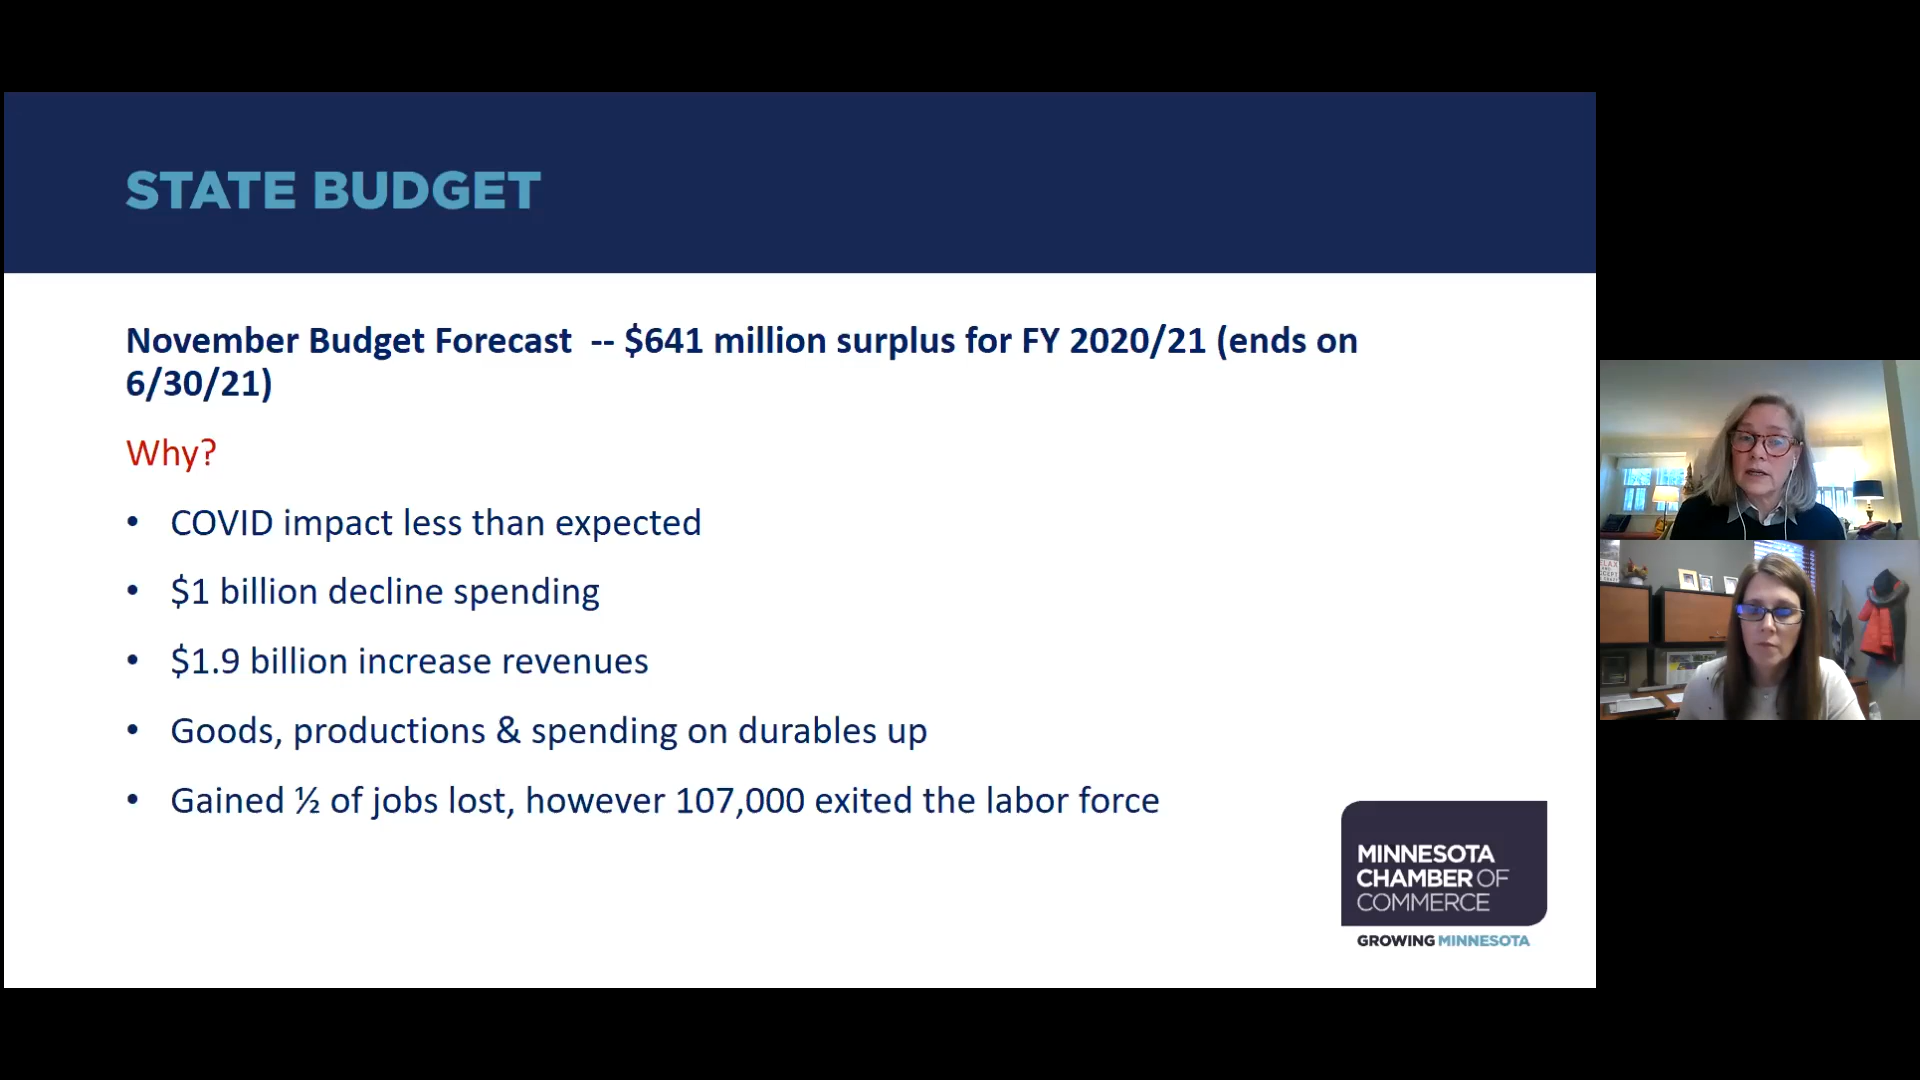 STATE BUDGET
November Budget Forecast -- $641 million surplus for FY 2020/21 (ends on
6/30/21)
Why?
• COVID impact less than expected
• $1 billion decline spending
• $1.9 billion increase revenues
• Goods, productions & spending on durables up
• Gained ½ of jobs lost, however 107,000 exited the labor force
MINNESOTA
CHAMBER OF
COMMERCE
GROWING MINNESOTA